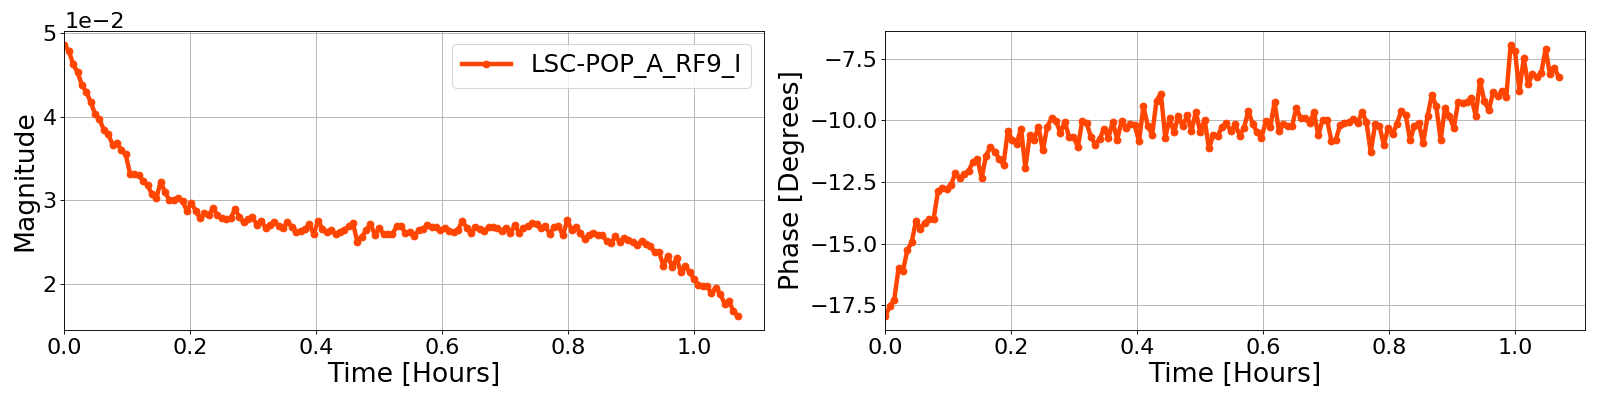 1e−2
5
4
3
2
Magnitude
LSC-POP_A_RF9_I
0.0 0.2 0.4 0.6 0.8 1.0
Time [Hours]
−7.5
−10.0
−12.5
−15.0
−17.5
Phase [Degrees]
0.0 0.2 0.4 0.6 0.8 1.0
Time [Hours]